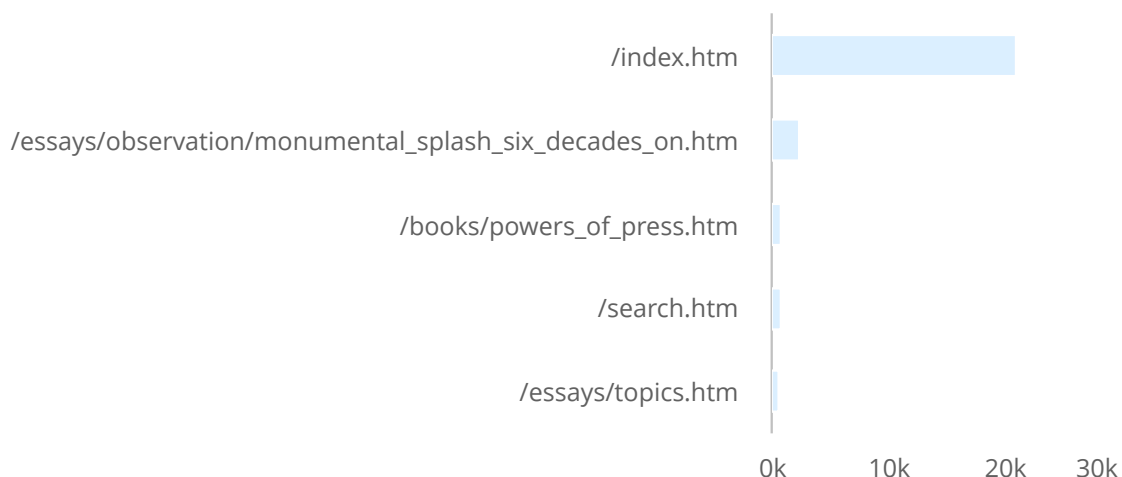 /index.htm
/essays/observation/monumental_splash_six_decades_on.htm
/books/powers_of_press.htm
/search.htm
/essays/topics.htm
0k 10k 20k 30k